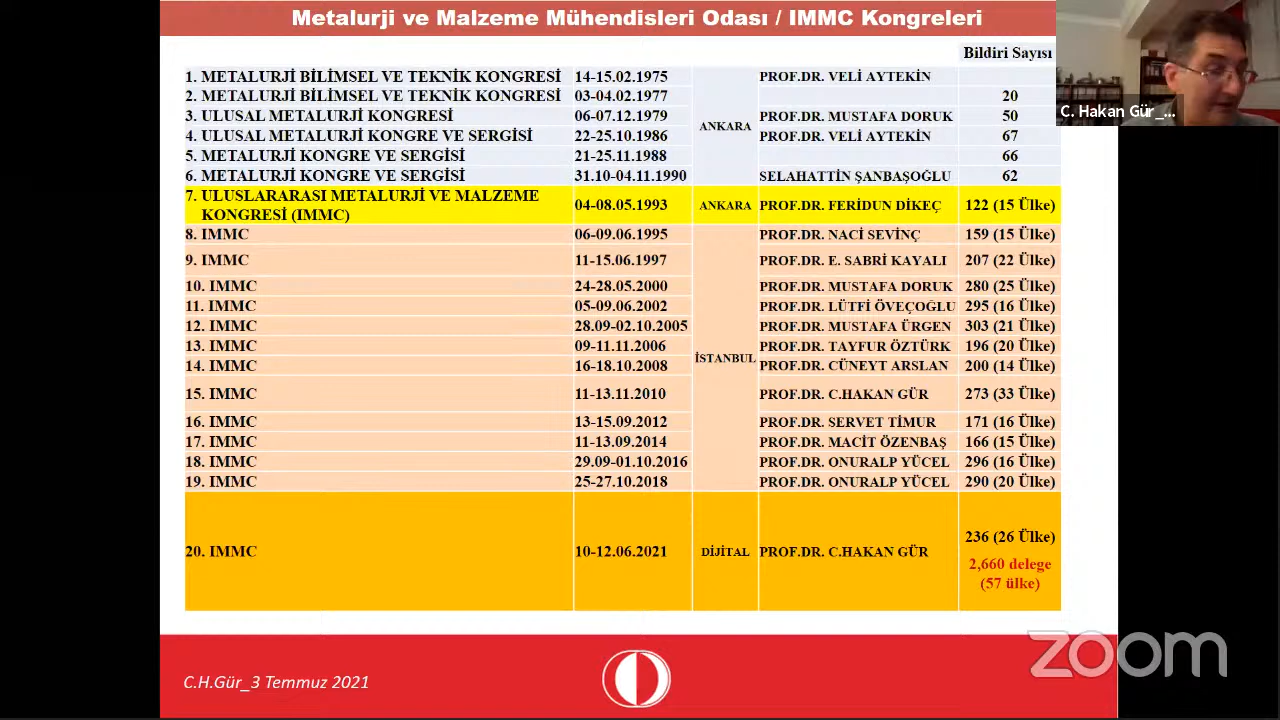 Metalurji ve Malzeme Mühendisleri Odası / IMMC Kongreleri
Bildiri Sayısı
1. METALURJİ BİLİMSEL VE TEKNİK KONGRESİ 14-15.02.1975 PROF.DR. VELİ AYTEKİN
2. METALURJİ BİLİMSEL VE TEKNİK KONGRESİ 03-04.02.1977 20
3. ULUSAL METALURJİ KONGRESİ 06-07.12.1979 PROF.DR. MUSTAFA DORUK 50
C. Hakan Gür_...
ANKARA
4. ULUSAL METALURJİ KONGRE VE SERGİSİ 22-25.10.1986 PROF.DR. VELİ AYTEKİN 67
5. METALURJİ KONGRE VE SERGİSİ 21-25.11.1988 66
6. METALURJİ KONGRE VE SERGİSİ 31.10-04.11.1990 SELAHATTİN ŞANBAŞOĞLU 62
7. ULUSLARARASI METALURJİ VE MALZEME
KONGRESİ (IMMC) 04-08.05.1993 ANKARA PROF.DR. FERİDUN DİKEÇ 122 (15 Ülke)
8. IMMC 06-09.06.1995 PROF.DR. NACİ SEVİNÇ 159 (15 Ülke)
9. IMMC 11-15.06.1997 PROF.DR. E. SABRİ KAYALI 207 (22 Ülke)
10. IMMC 24-28.05.2000 PROF.DR. MUSTAFA DORUK 280 (25 Ülke)
11. IMMC 05-09.06.2002 PROF.DR. LÜTFİ ÖVEÇOĞLU 295 (16 Ülke)
12. IMMC 28.09-02.10.2005 PROF.DR. MUSTAFA ÜRGEN 303 (21 Ülke)
13. IMMC 09-11.11.2006 PROF.DR. TAYFUR ÖZTÜRK 196 (20 Ülke)
İSTANBUL
14. IMMC 16-18.10.2008 PROF.DR. CÜNEYT ARSLAN 200 (14 Ülke)
15. IMMC 11-13.11.2010 PROF.DR. C.HAKAN GÜR 273 (33 Ülke)
16. IMMC 13-15.09.2012 PROF.DR. SERVET TİMUR 171 (16 Ülke)
17. IMMC 11-13.09.2014 PROF.DR. MACİT ÖZENBAŞ 166 (15 Ülke)
18. IMMC 29.09-01.10.2016 PROF.DR. ONURALP YÜCEL 296 (16 Ülke)
19. IMMC 25-27.10.2018 PROF.DR. ONURALP YÜCEL 290 (20 Ülke)
20. IMMC 10-12.06.2021 DİJİTAL PROF.DR. C.HAKAN GÜR 236 (26 Ülke)
2,660 delege
(57 ülke)
zoom
C.H.Gür_3 Temmuz 2021